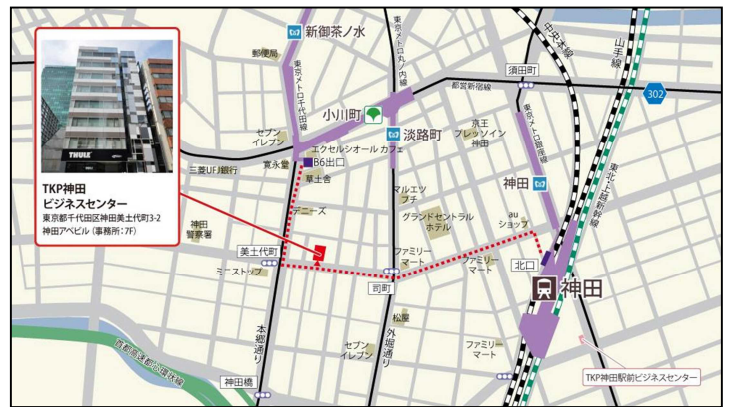 新御茶ノ水
郵便局
東京メトロ千代田線
東京メトロ丸ノ内線
中央本線
山手線
須田町
都営新宿線
302
小川町
淡路町
セブン
イレブン
エクセルシオール カフェ
B6出口
寛永堂
草土舎
三菱UFJ銀行
京王
プレッソイン
神田
東京メトロ銀座線
東北・上越新幹線
THULE
TKP神田
ビジネスセンター
東京都千代田区神田美土代町3-2
神田アベビル (事務所:7F)
マルエツ
プチ
神田
デニーズ
グランドセントラル
ホテル
au
ショップ
神田
警察署
美土代町
ファミリー
マート
ファミリー
マート
北口
ミニストップ
司町
神田
松屋
本郷通り
外堀通り
セブン
イレブン
ファミリー
マート
首都高速都心環状線
神田橋
TKP神田駅前ビジネスセンター